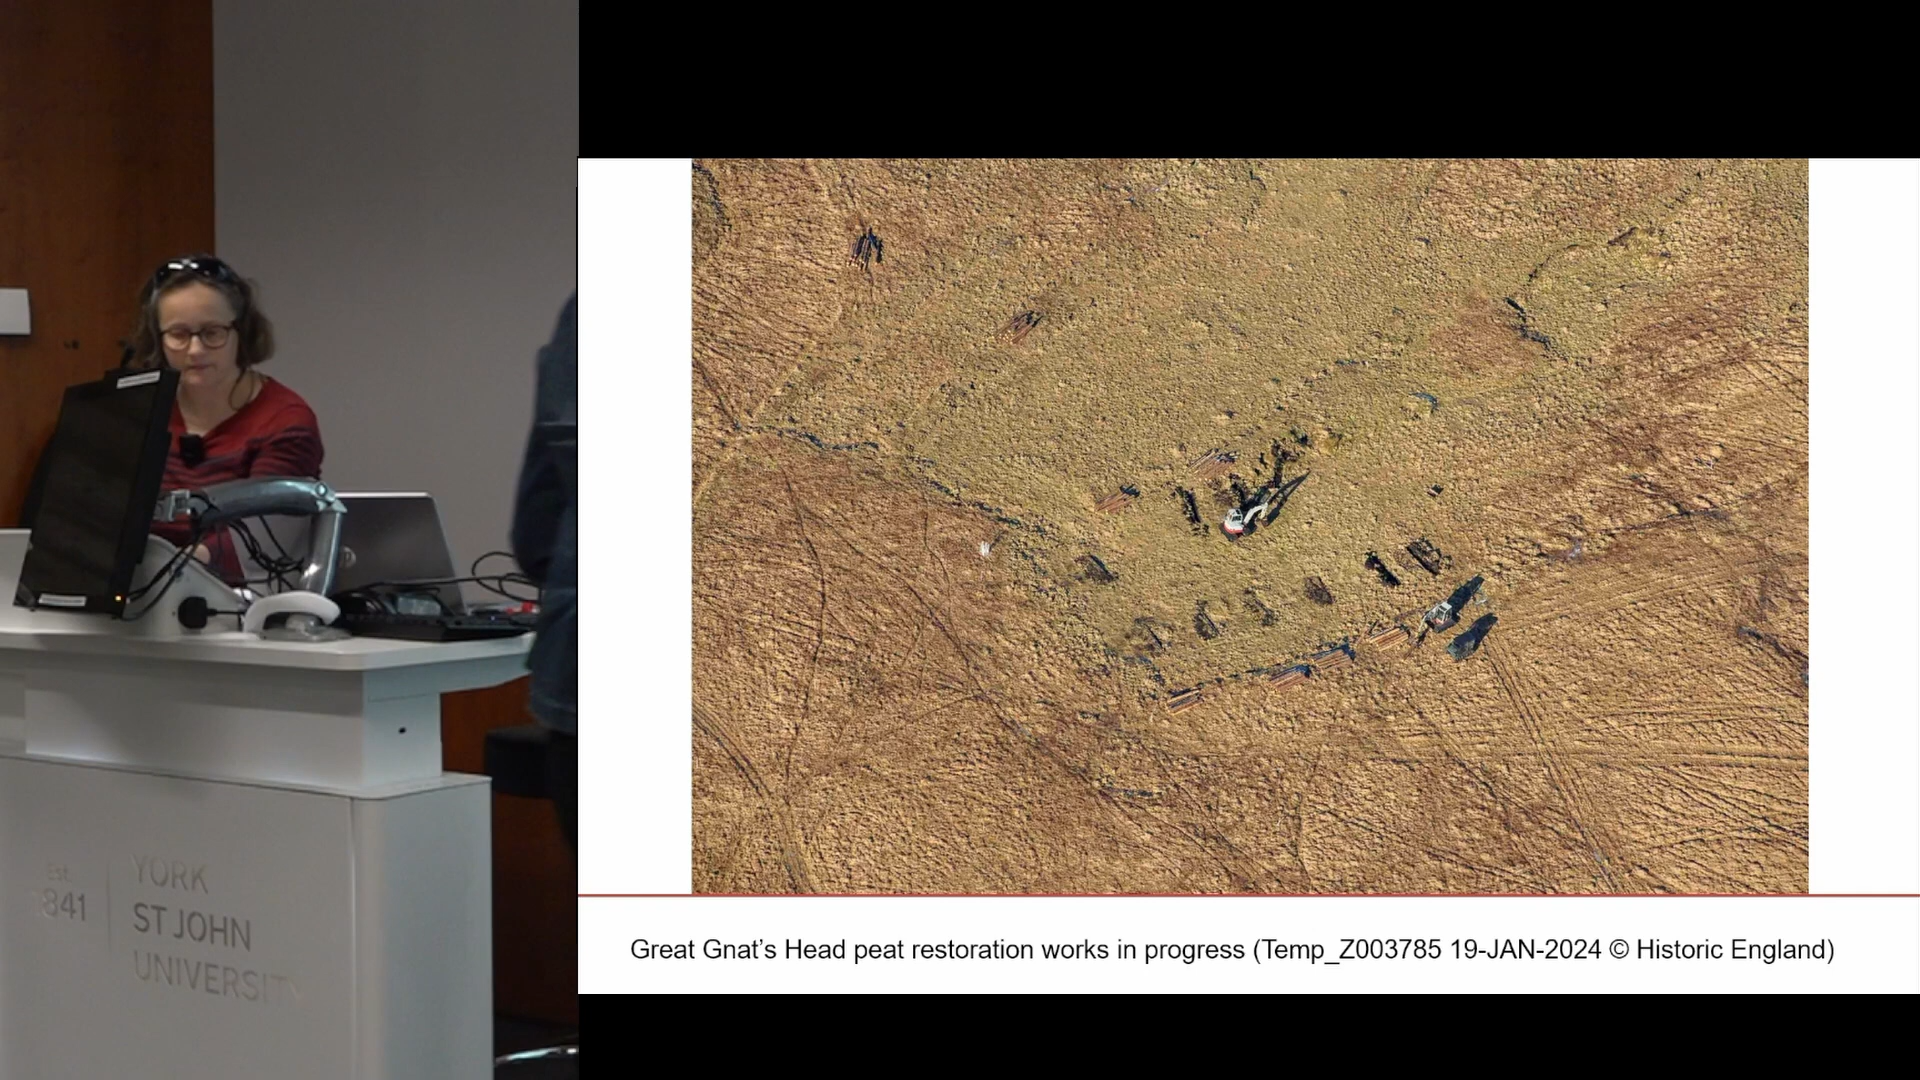 Est.
841
YORK
ST JOHN
UNIVERSITY
Great Gnat's Head peat restoration works in progress (Temp_Z003785 19-JAN-2024 © Historic England)